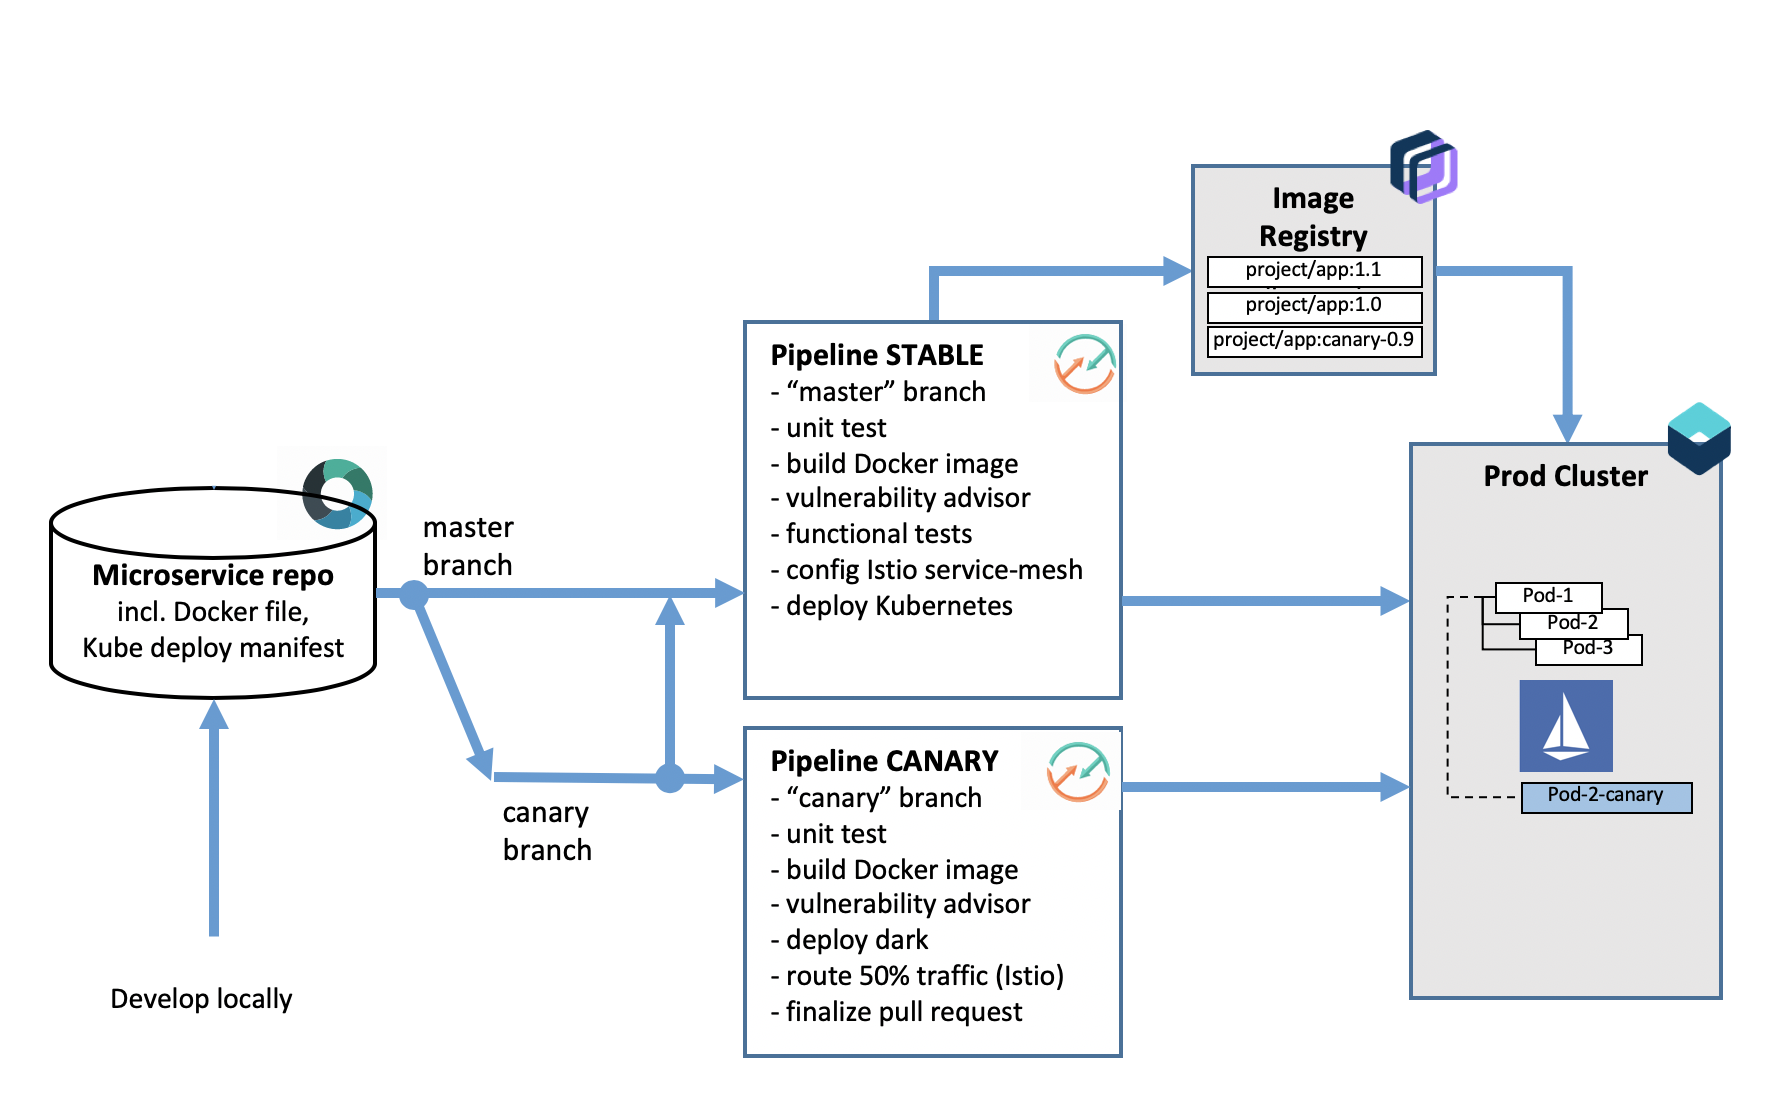 Image
Registry
project/app:1.1
project/app:1.0
project/app:canary-0.9
Pipeline STABLE
- “master” branch
- unit test
- build Docker image
- vulnerability advisor
- functional tests
- config Istio service-mesh
- deploy Kubernetes
Prod Cluster
Pod-1
Pod-2
Pod-3
Pod-2-canary
master
branch
Microservice repo
incl. Docker file,
Kube deploy manifest
canary
branch
Pipeline CANARY
- “canary” branch
- unit test
- build Docker image
- vulnerability advisor
- deploy dark
- route 50% traffic (Istio)
- finalize pull request
Develop locally